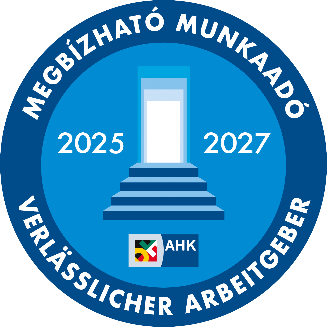 MEGBÍZHATÓ MUNKAADÓ
2025 2027
AHK
VERLÄSSLICHER ARBEITGEBER